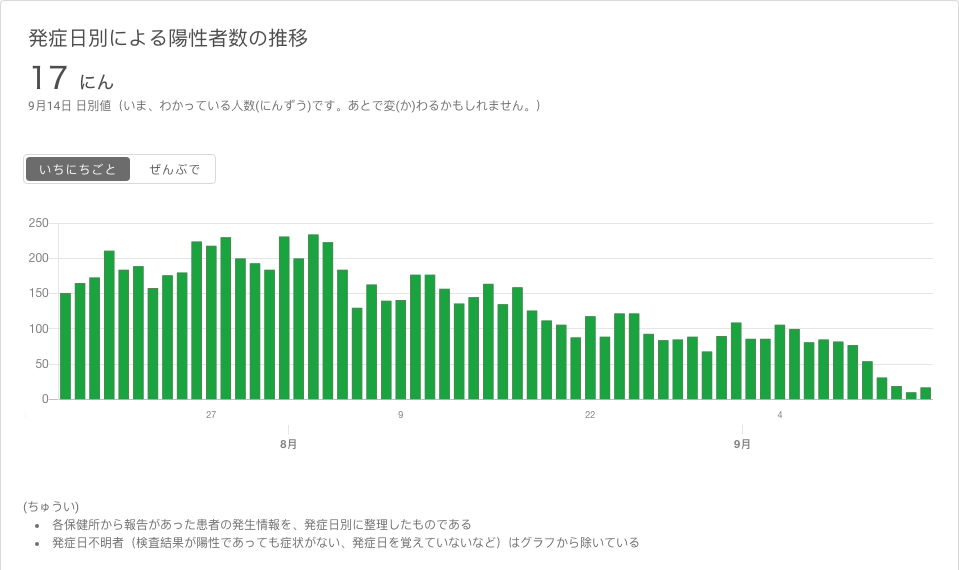 発症日別による陽性者数の推移
17 にん
9月14日 日別値（いま、わかっている人数(にんずう)です。あとで変(か)わるかもしれません。）
いちにちごと ぜんぶで
250
200
150
100
50
0
27 9 22 4
8月 9月
(ちゅうい)
• 各保健所から報告があった患者の発生情報を、発症日別に整理したものである
• 発症日不明者（検査結果が陽性であっても症状がない、発症日を覚えていないなど）はグラフから除いている